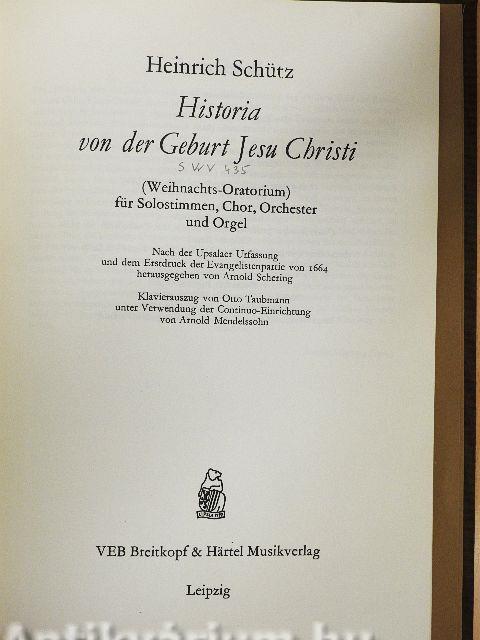 Heinrich Schütz
Historia
von der Geburt Jesu Christi
SWV 435
(Weihnachts-Oratorium)
für Solostimmen, Chor, Orchester
und Orgel
Nach der Upsalaer Urfassung
und dem Erstdruck der Evangelistenpartie von 1664
herausgegeben von Arnold Schering
Klavierauszug von Otto Taubmann
unter Verwendung der Continuo-Einrichtung
von Arnold Mendelssohn
VEB Breitkopf & Härtel Musikverlag
Leipzig
Antikvárium.hu